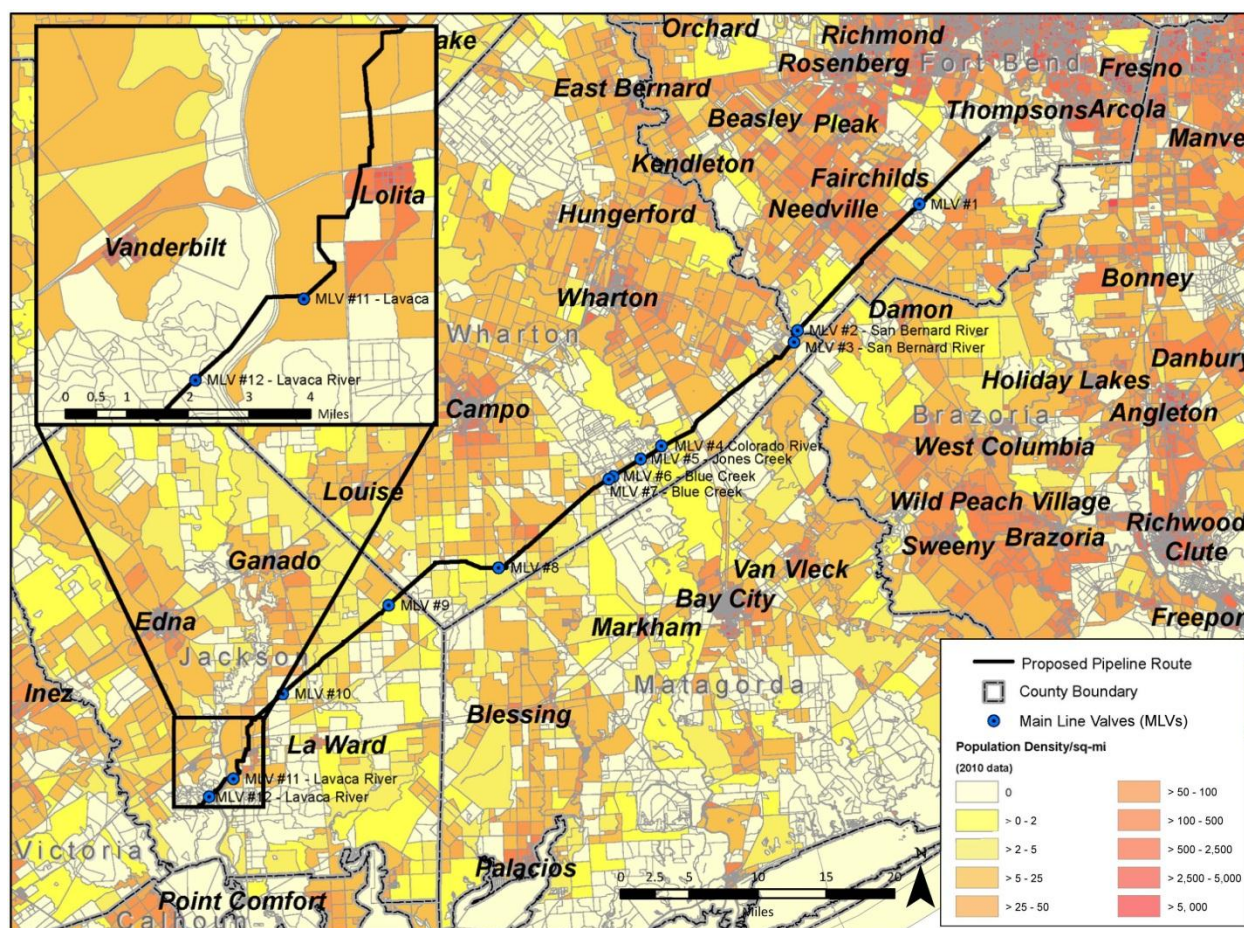 Orchard
Richmond
Rosenberg
Fort Bend
Fresno
East Bernard
Thompsons
Arcola
Beasley
Pleak
Manve
Kendleton
Fairchilds
MLV #1
Needville
Hungerford
Bonney
Wharton
Damon
MLV #2 - San Bernard River
MLV #3 - San Bernard River
Wharton
Danbury
Holiday Lakes
Brazoria
Angleton
Campo
West Columbia
MLV #4 Colorado River
MLV #5 - Jones Creek
MLV #6 - Blue Creek
MLV #7 - Blue Creek
Louise
Wild Peach Village
Richwood
Sweeny
Brazoria
Clute
Ganado
MLV #8
Van Vleck
Bay City
MLV #9
Markham
Freepor
Edna
Jackson
Inez
MLV #10
Matagorda
Blessing
La Ward
MLV #11 - Lavaca River
MLV #12 - Lavaca River
Victoria
Palacios
Point Comfort
Calhoun
ake
Lolita
Vanderbilt
MLV #11 - Lavaca
MLV #12 - Lavaca River
0 1 2 3 4
Miles
0 2.5 5 10 15 20
Miles
N
Proposed Pipeline Route
County Boundary
Main Line Valves (MLVs)
Population Density/sq-mi
(2010 data)
0
> 0 - 2
> 2 - 5
> 5 - 25
> 25 - 50
> 50 - 100
> 100 - 500
> 500 - 2,500
> 2,500 - 5,000
> 5, 000